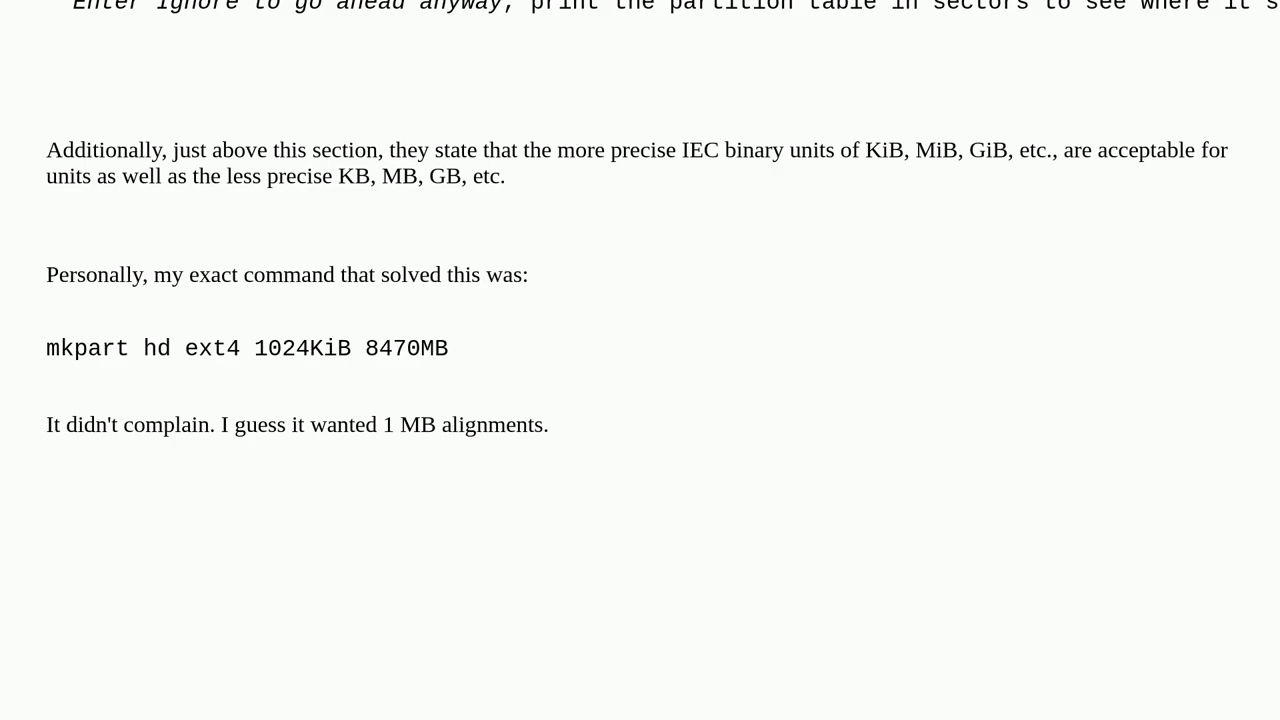 Enter Ignore to go ahead anyway, print the partition table in sectors to see where it s
Additionally, just above this section, they state that the more precise IEC binary units of KiB, MiB, GiB, etc., are acceptable for
units as well as the less precise KB, MB, GB, etc.
Personally, my exact command that solved this was:
mkpart hd ext4 1024KiB 8470MB
It didn't complain. I guess it wanted 1 MB alignments.